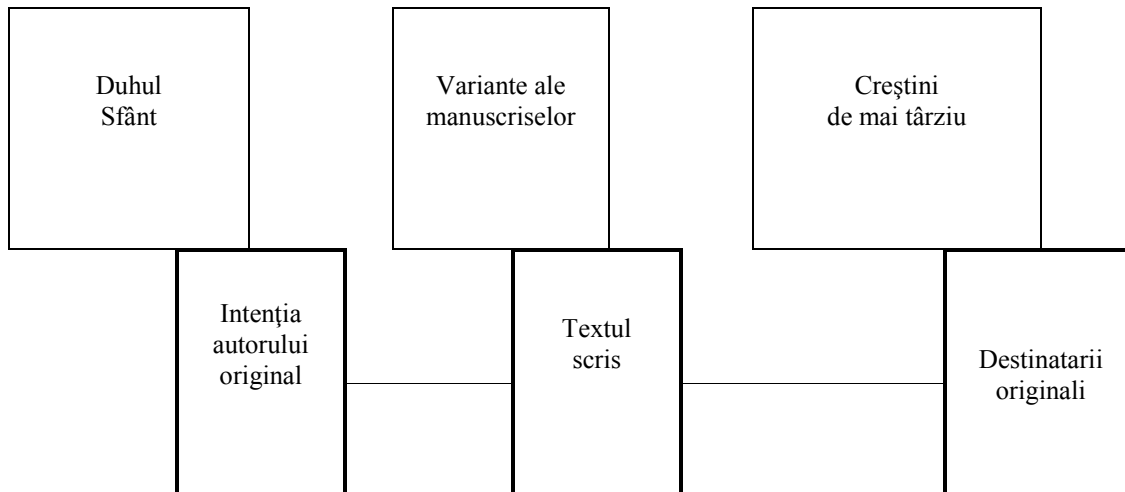 Duhul
Sfânt
Variante ale
manuscriselor
Creştini
de mai târziu
Intenţia
autorului
original
Textul
scris
Destinatarii
originali